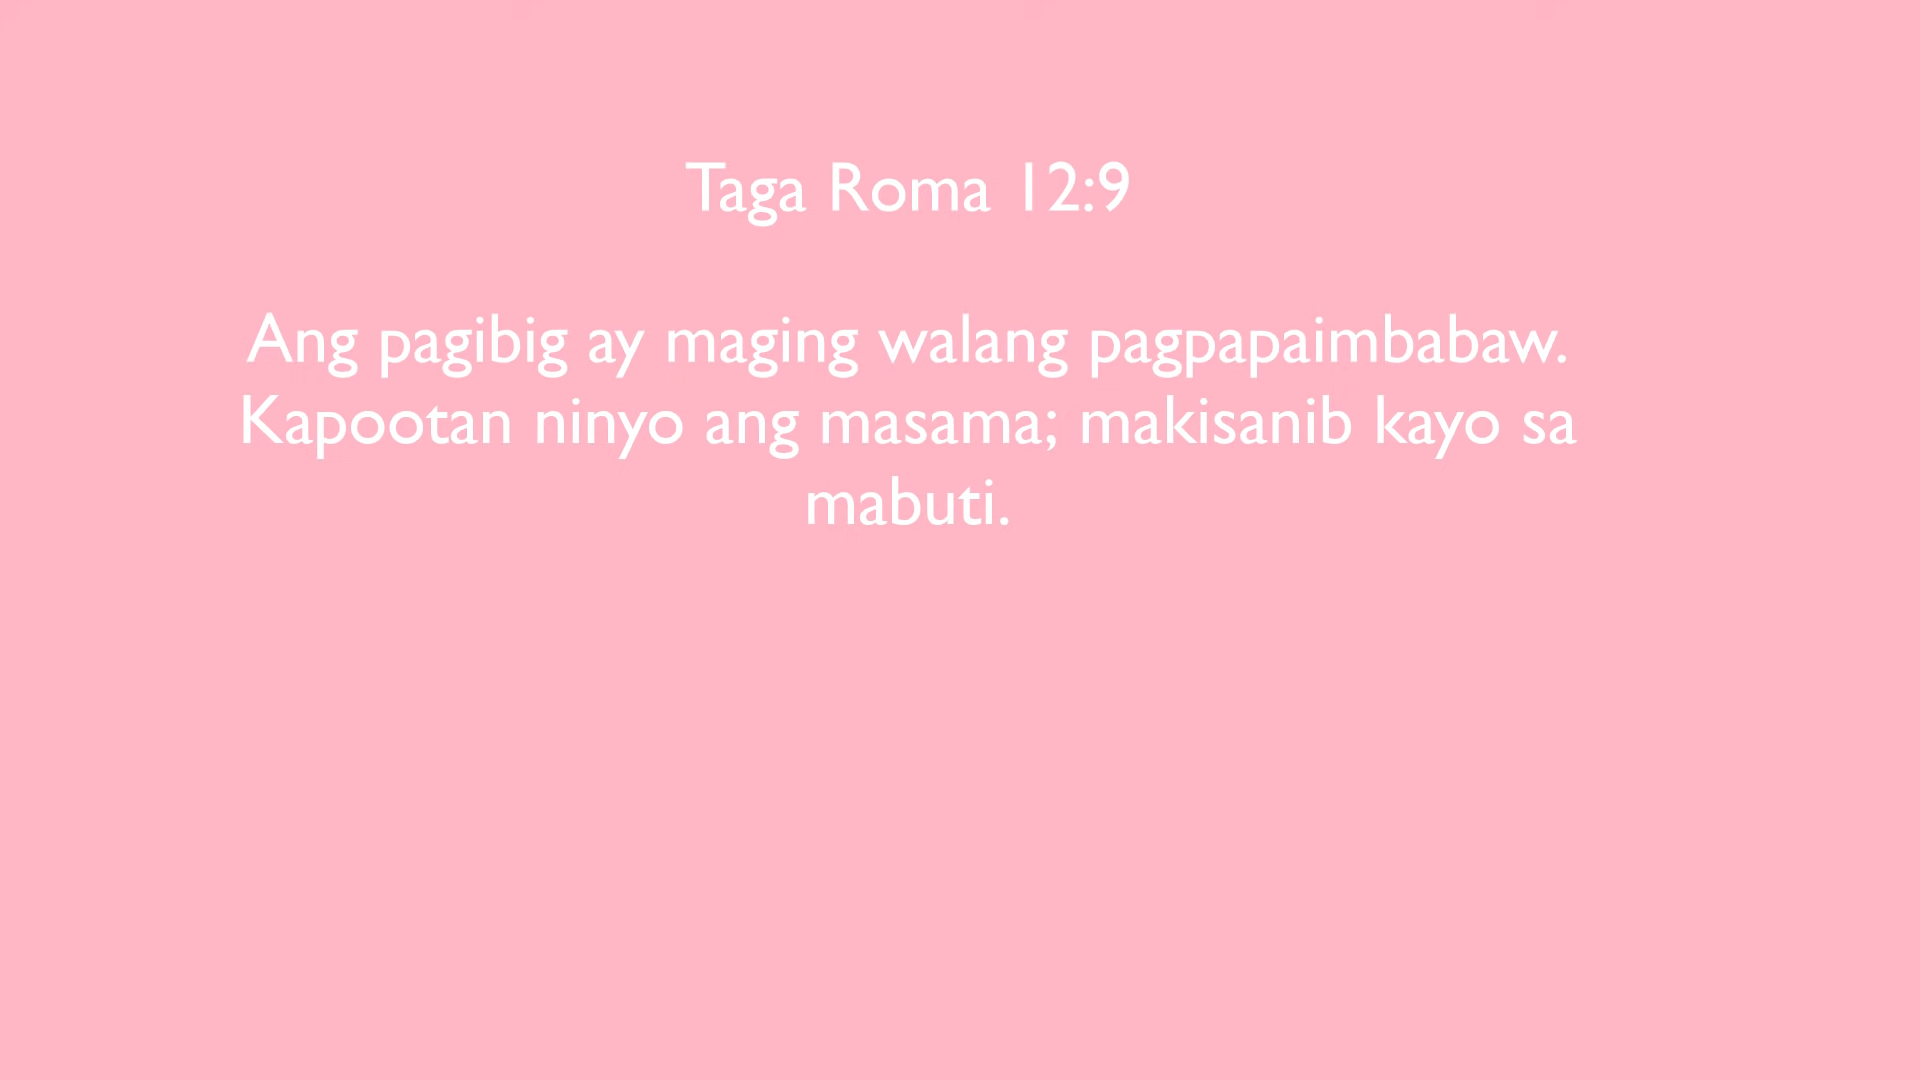 Taga Roma 12:9
Ang pagibig ay maging walang pagpapaimbabaw.
Kapootan ninyo ang masama; makisanib kayo sa
mabuti.